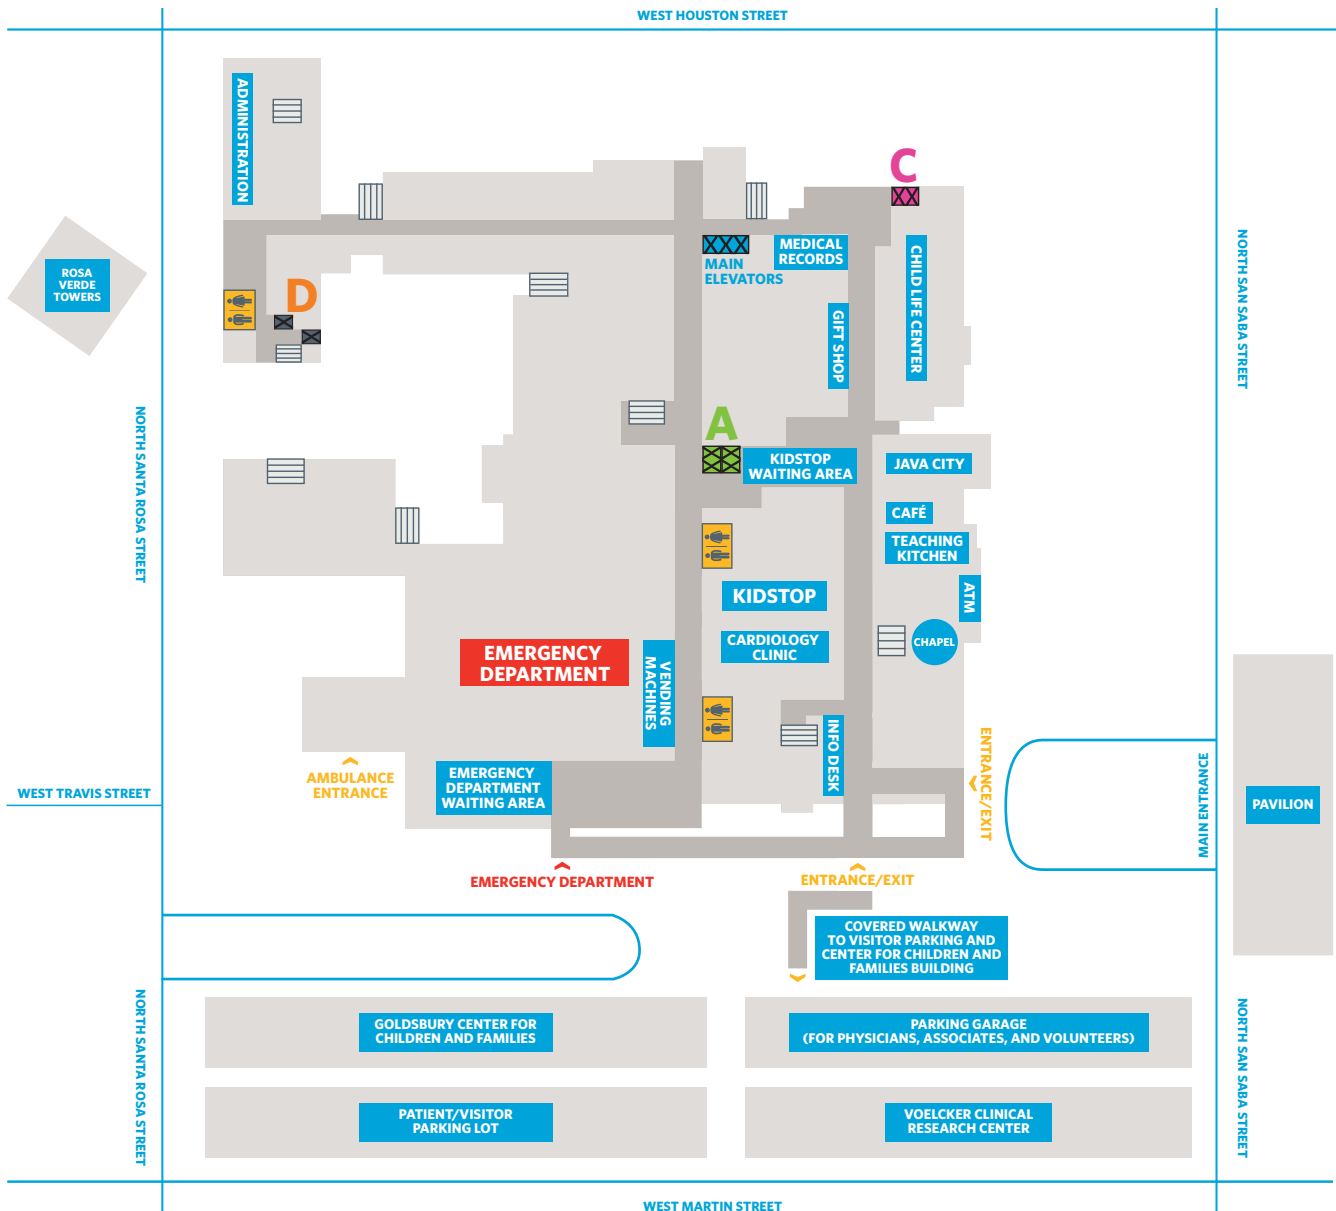 WEST HOUSTON STREET
ADMINISTRATION
C
ROSA
VERDE
TOWERS
D
MAIN
ELEVATORS
MEDICAL
RECORDS
CHILD LIFE CENTER
GIFT SHOP
NORTH SAN SABA STREET
NORTH SANTA ROSA STREET
A
KIDSTOP
WAITING AREA
JAVA CITY
CAFÉ
TEACHING
KITCHEN
ATM
KIDSTOP
CARDIOLOGY
CLINIC
CHAPEL
EMERGENCY
DEPARTMENT
VENDING
MACHINES
INFO DESK
ENTRANCE/EXIT
MAIN ENTRANCE
PAVILION
AMBULANCE
ENTRANCE
EMERGENCY
DEPARTMENT
WAITING AREA
WEST TRAVIS STREET
EMERGENCY DEPARTMENT
ENTRANCE/EXIT
COVERED WALKWAY
TO VISITOR PARKING AND
CENTER FOR CHILDREN AND
FAMILIES BUILDING
NORTH SANTA ROSA STREET
GOLDSBURY CENTER FOR
CHILDREN AND FAMILIES
PARKING GARAGE
(FOR PHYSICIANS, ASSOCIATES, AND VOLUNTEERS)
NORTH SAN SABA STREET
PATIENT/VISITOR
PARKING LOT
VOELCKER CLINICAL
RESEARCH CENTER
WEST MARTIN STREET